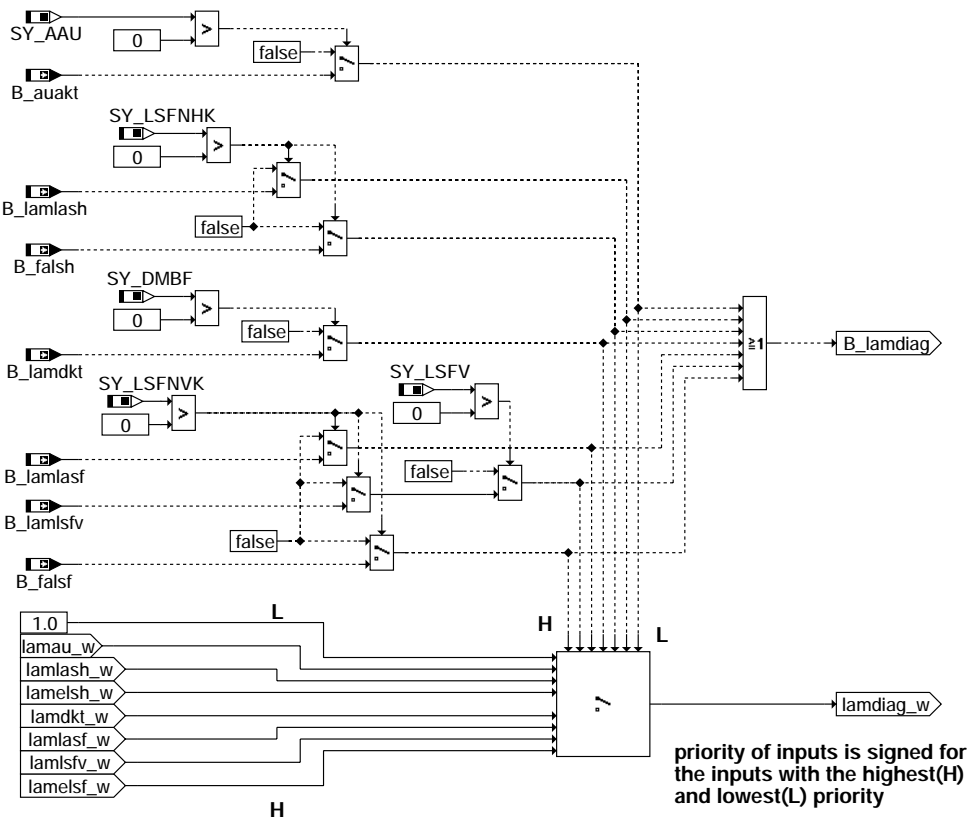 SY_AAU
0
>
false
B_auakt
SY_LSFNHK
0
>
B_lamlash
false
B_falsh
SY_DMBF
0
>
false
B_lamdkt
≥1
B_lamdiag
SY_LSFNVK
0
>
SY_LSFV
0
>
B_lamlasf
false
B_lamlsfv
false
B_falsf
L
H
L
1.0
lamau_w
lamlash_w
lamelsh_w
lamdkt_w
lamlasf_w
lamlsfv_w
lamelsf_w
H
lamdiag_w
priority of inputs is signed for
the inputs with the highest(H)
and lowest(L) priority